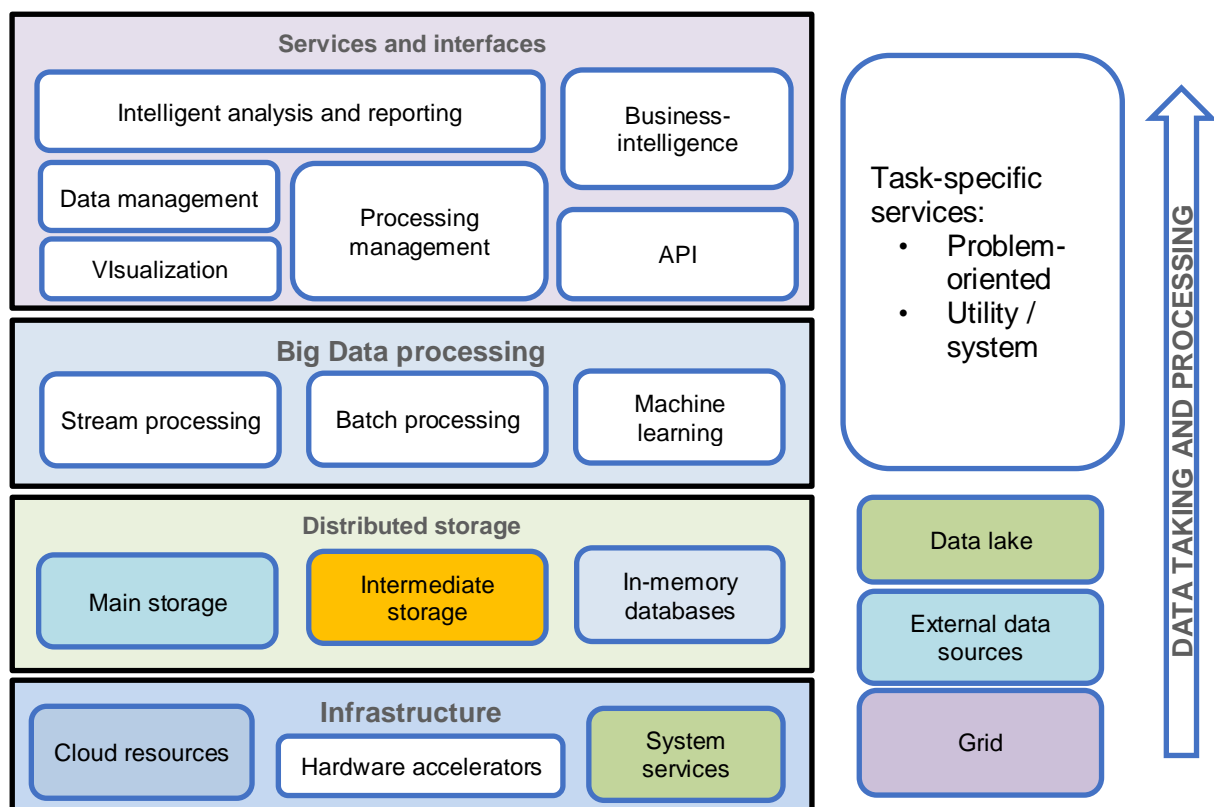 Services and interfaces
Intelligent analysis and reporting
Business-
intelligence
Data management
Processing
management
VIsualization
API
Big Data processing
Stream processing
Batch processing
Machine
learning
Distributed storage
Main storage
Intermediate
storage
In-memory
databases
Infrastructure
Cloud resources
Hardware accelerators
System
services
Task-specific
services:
• Problem-
oriented
• Utility /
system
Data lake
External data
sources
Grid
DATA TAKING AND PROCESSING